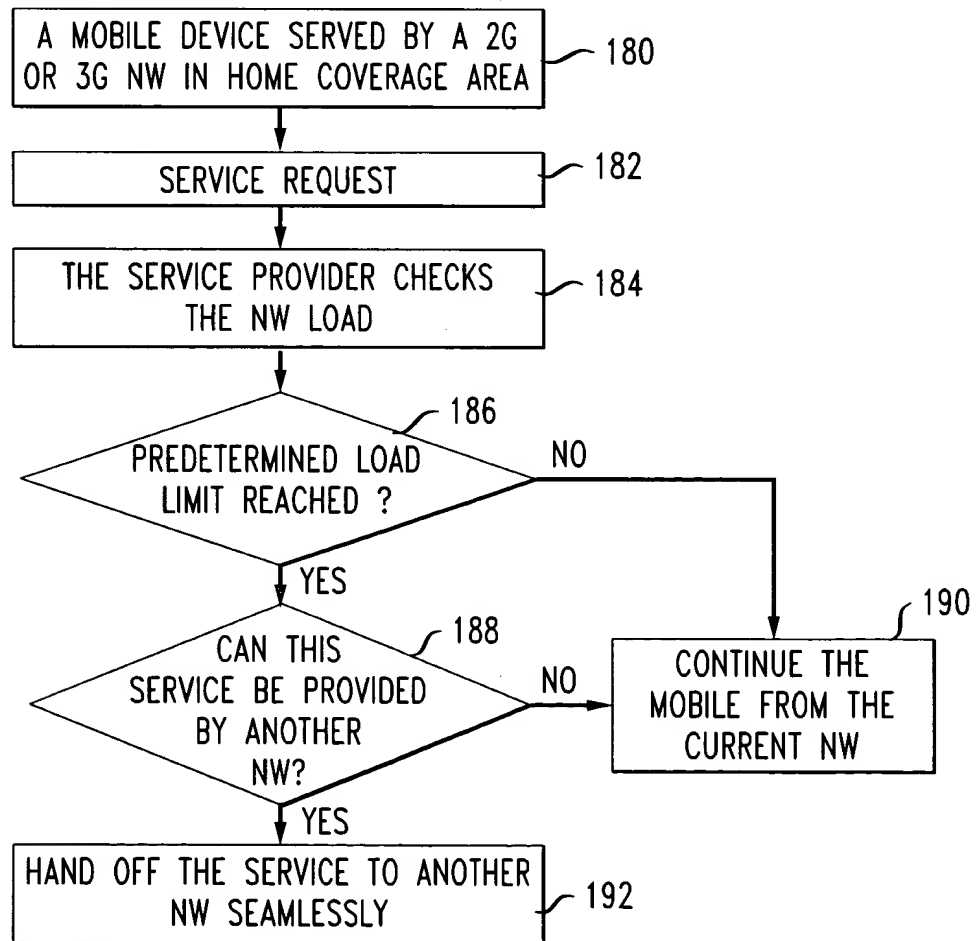 A MOBILE DEVICE SERVED BY A 2G
OR 3G NW IN HOME COVERAGE AREA
180
SERVICE REQUEST
182
THE SERVICE PROVIDER CHECKS
THE NW LOAD
184
186
PREDETERMINED LOAD
LIMIT REACHED ?
NO
YES
188
CAN THIS
SERVICE BE PROVIDED
BY ANOTHER
NW?
NO
190
CONTINUE THE
MOBILE FROM THE
CURRENT NW
YES
HAND OFF THE SERVICE TO ANOTHER
NW SEAMLESSLY
192